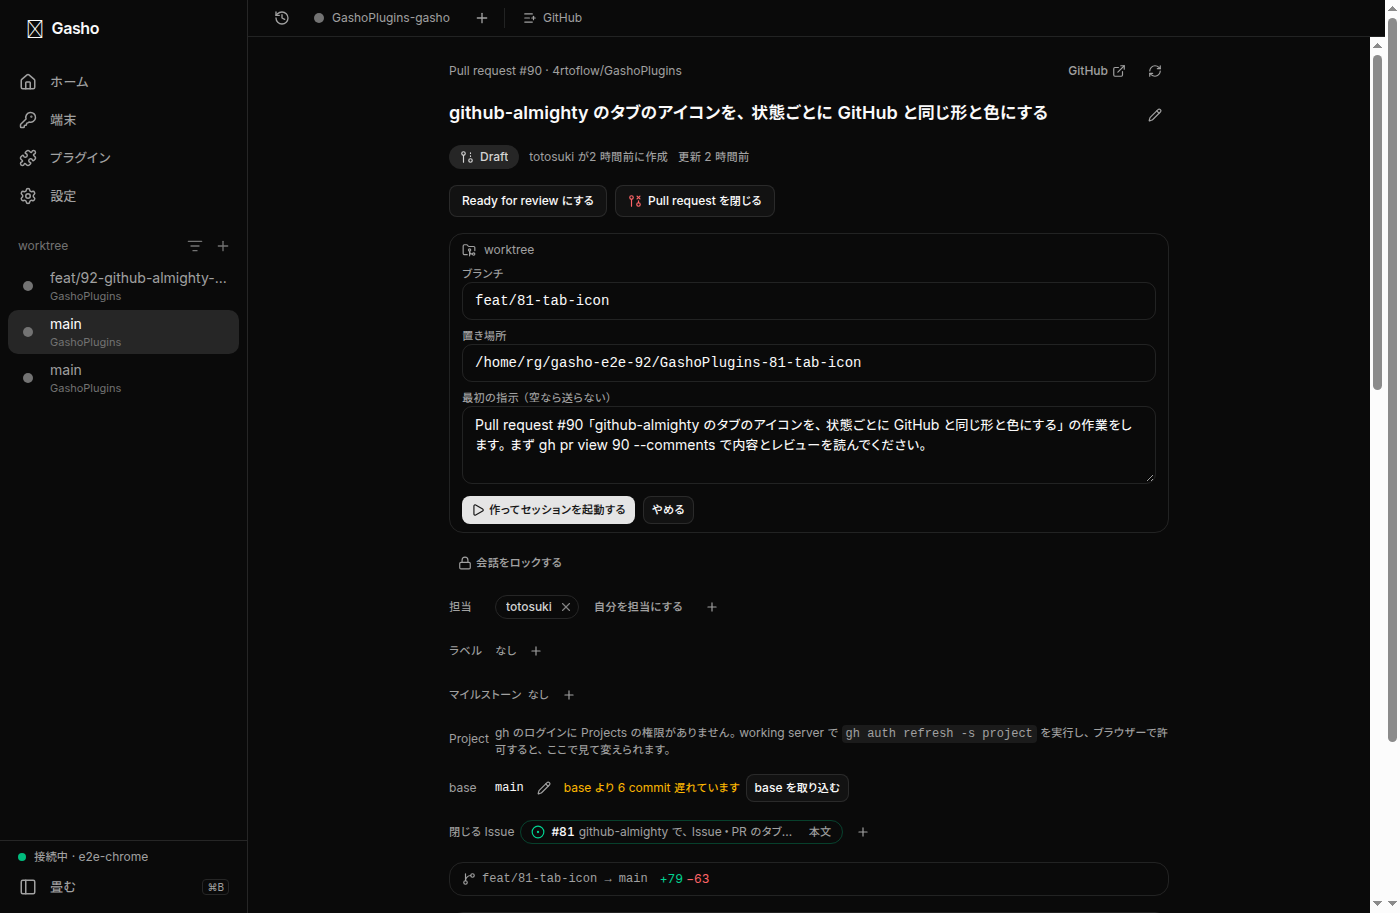 Gasho
ホーム
端末
プラグイン
設定
worktree
feat/92-github-almighty-...
GashoPlugins
main
GashoPlugins
main
GashoPlugins
接続中 · e2e-chrome
畳む
⌘B
GashoPlugins-gasho
GitHub
Pull request #90 · 4rtoflow/GashoPlugins
GitHub
github-almighty のタブのアイコンを、状態ごとに GitHub と同じ形と色にする
Draft
totosuki が2 時間前に作成 更新 2 時間前
Ready for review にする
Pull request を閉じる
worktree
ブランチ
feat/81-tab-icon
置き場所
/home/rg/gasho-e2e-92/GashoPlugins-81-tab-icon
最初の指示（空なら送らない）
Pull request #90「github-almighty のタブのアイコンを、状態ごとに GitHub と同じ形と色にする」の作業をし
ます。まず gh pr view 90 --comments で内容とレビューを読んでください。
作ってセッションを起動する
やめる
会話をロックする
担当
totosuki
自分を担当にする
ラベル なし
マイルストーン なし
Project
gh のログインに Projects の権限がありません。working server で gh auth refresh -s project を実行し、ブラウザーで許
可すると、ここで見て変えられます。
base main
base より 6 commit 遅れています
base を取り込む
閉じる Issue
#81 github-almighty で、Issue・PR のタブ... 本文
feat/81-tab-icon → main +79 −63